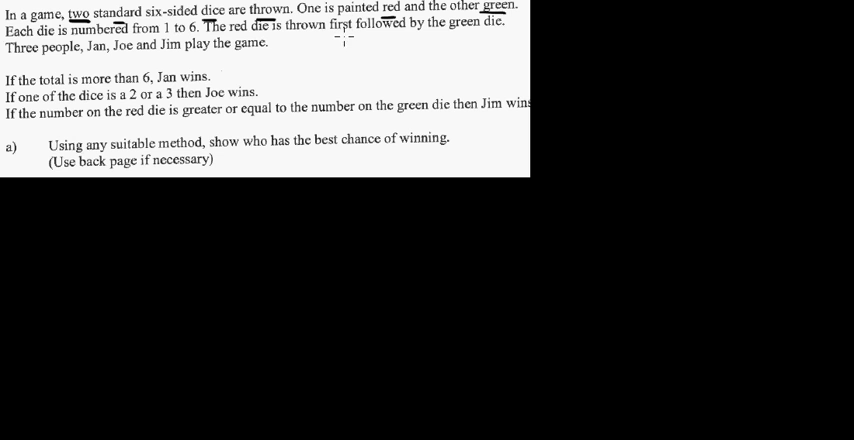 In a game, two standard six-sided dice are thrown. One is painted red and the other green.
Each die is numbered from 1 to 6. The red die is thrown first followed by the green die.
Three people, Jan, Joe and Jim play the game.
If the total is more than 6, Jan wins.
If one of the dice is a 2 or a 3 then Joe wins.
If the number on the red die is greater or equal to the number on the green die then Jim wins
a) Using any suitable method, show who has the best chance of winning.
(Use back page if necessary)